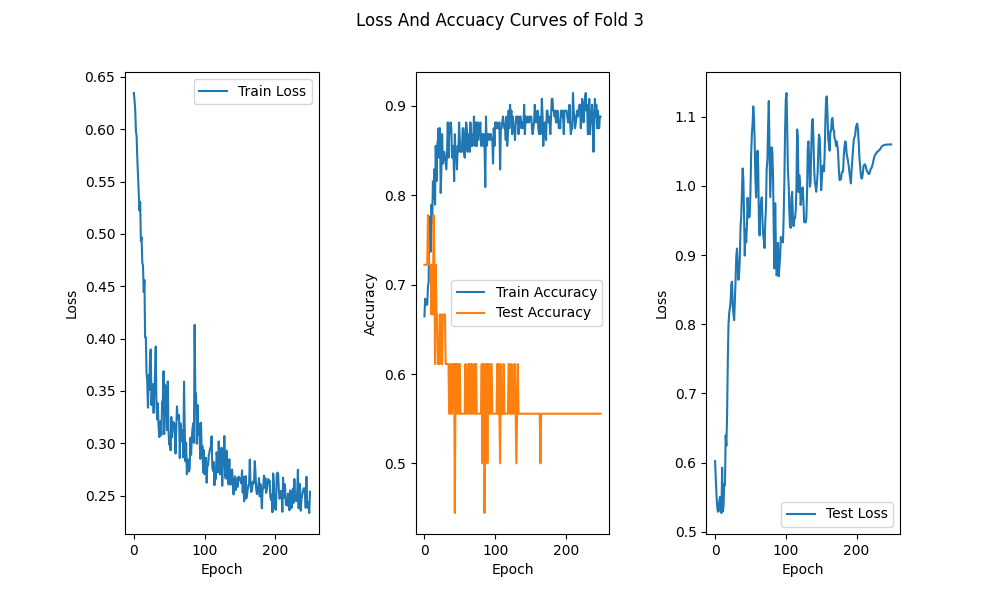 Loss And Accuacy Curves of Fold 3
Loss
0.65
0.60
0.55
0.50
0.45
0.40
0.35
0.30
0.25
Train Loss
0
100
200
Epoch
Accuracy
0.9
0.8
0.7
0.6
0.5
Train Accuracy
Test Accuracy
0
100
200
Epoch
Loss
1.1
1.0
0.9
0.8
0.7
0.6
0.5
Test Loss
0
100
200
Epoch